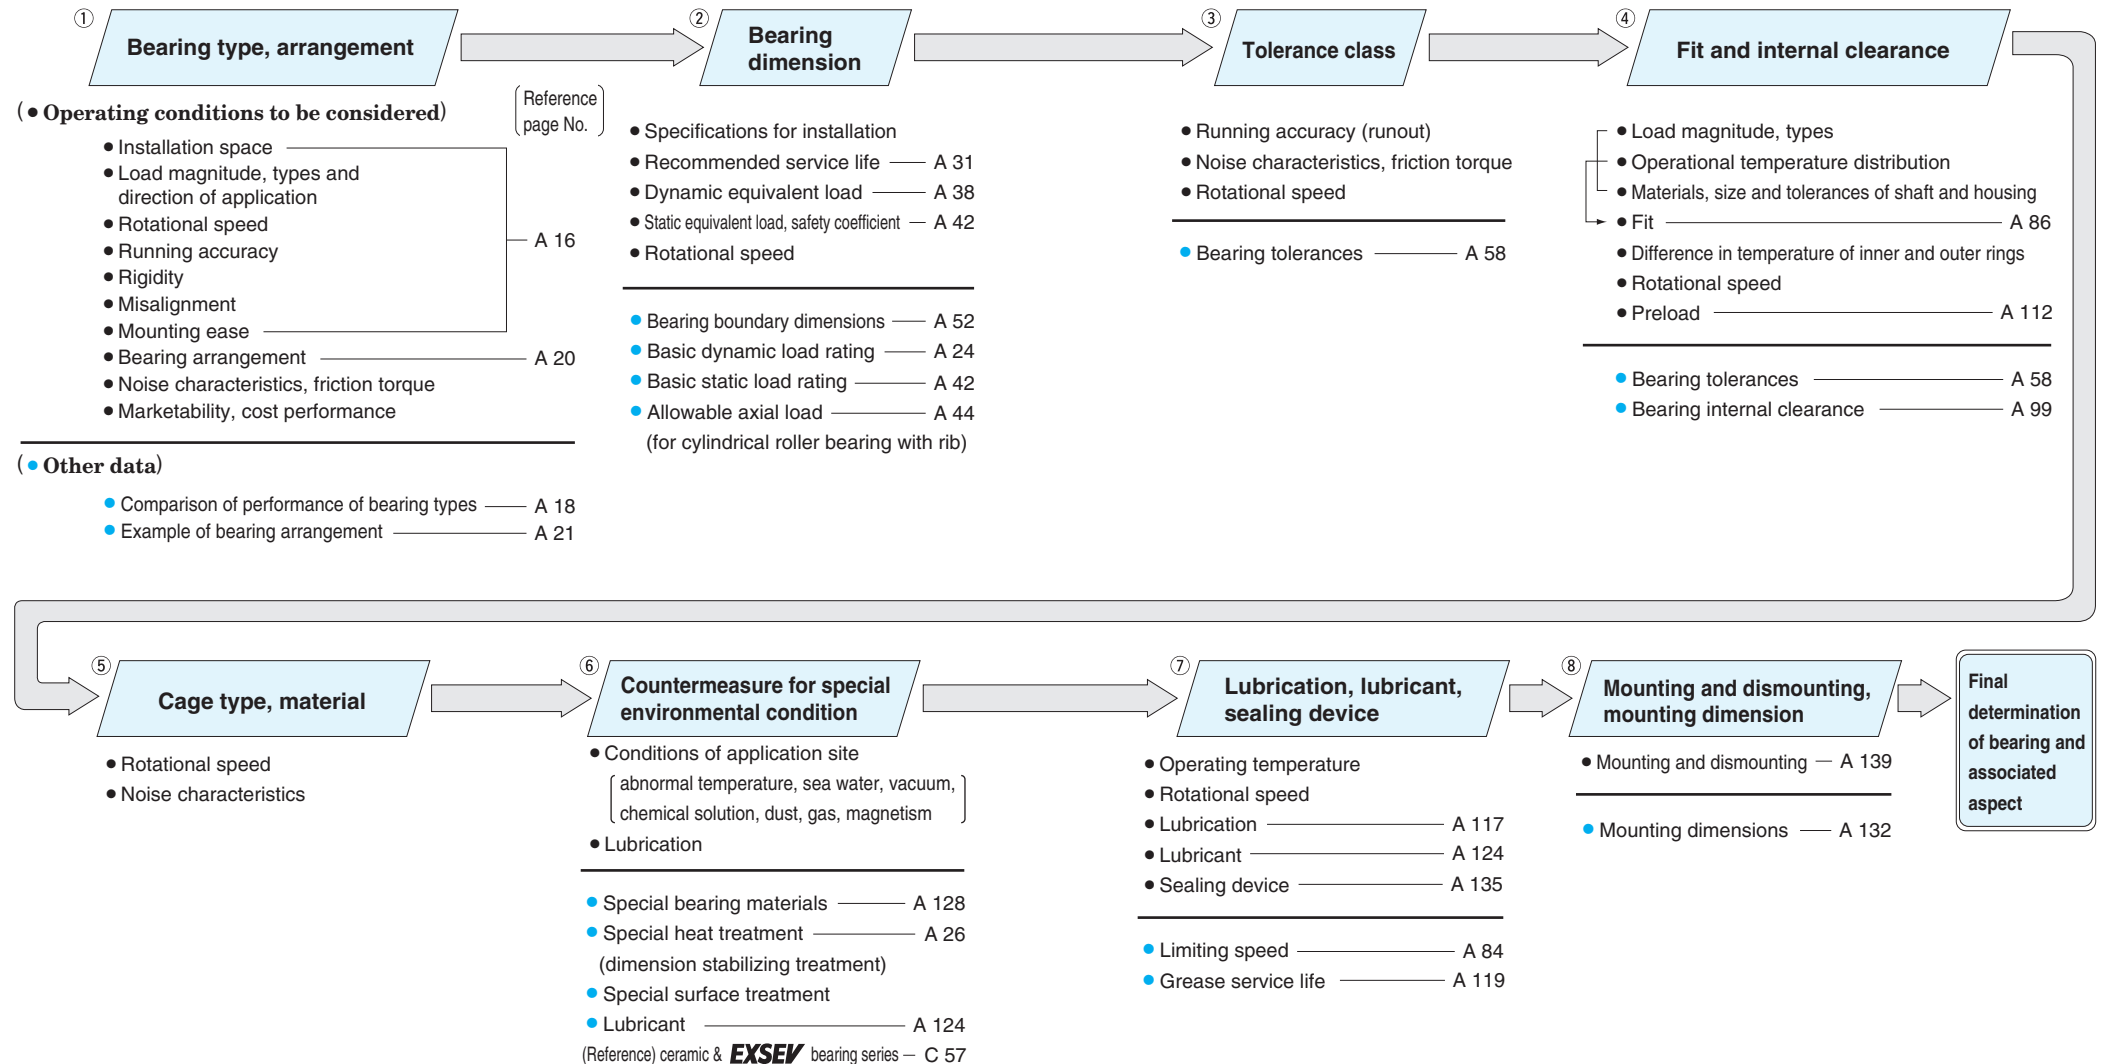 ① Bearing type, arrangement
(● Operating conditions to be considered)
Reference
page No.
● Installation space
● Load magnitude, types and
direction of application
● Rotational speed
● Running accuracy
● Rigidity
● Misalignment
● Mounting ease
A 16
● Bearing arrangement A 20
● Noise characteristics, friction torque
● Marketability, cost performance
(● Other data)
● Comparison of performance of bearing types A 18
● Example of bearing arrangement A 21
② Bearing
dimension
● Specifications for installation
● Recommended service life A 31
● Dynamic equivalent load A 38
● Static equivalent load, safety coefficient A 42
● Rotational speed
● Bearing boundary dimensions A 52
● Basic dynamic load rating A 24
● Basic static load rating A 42
● Allowable axial load A 44
(for cylindrical roller bearing with rib)
③ Tolerance class
● Running accuracy (runout)
● Noise characteristics, friction torque
● Rotational speed
● Bearing tolerances A 58
④ Fit and internal clearance
● Load magnitude, types
● Operational temperature distribution
● Materials, size and tolerances of shaft and housing
● Fit A 86
● Difference in temperature of inner and outer rings
● Rotational speed
● Preload A 112
● Bearing tolerances A 58
● Bearing internal clearance A 99
⑤ Cage type, material
● Rotational speed
● Noise characteristics
⑥ Countermeasure for special
environmental condition
● Conditions of application site
abnormal temperature, sea water, vacuum,
chemical solution, dust, gas, magnetism
● Lubrication
● Special bearing materials A 128
● Special heat treatment A 26
(dimension stabilizing treatment)
● Special surface treatment
● Lubricant A 124
(Reference) ceramic & EXSEV bearing series – C 57
⑦ Lubrication, lubricant,
sealing device
● Operating temperature
● Rotational speed
● Lubrication A 117
● Lubricant A 124
● Sealing device A 135
● Limiting speed A 84
● Grease service life A 119
⑧ Mounting and dismounting,
mounting dimension
● Mounting and dismounting – A 139
● Mounting dimensions A 132
Final
determination
of bearing and
associated
aspect